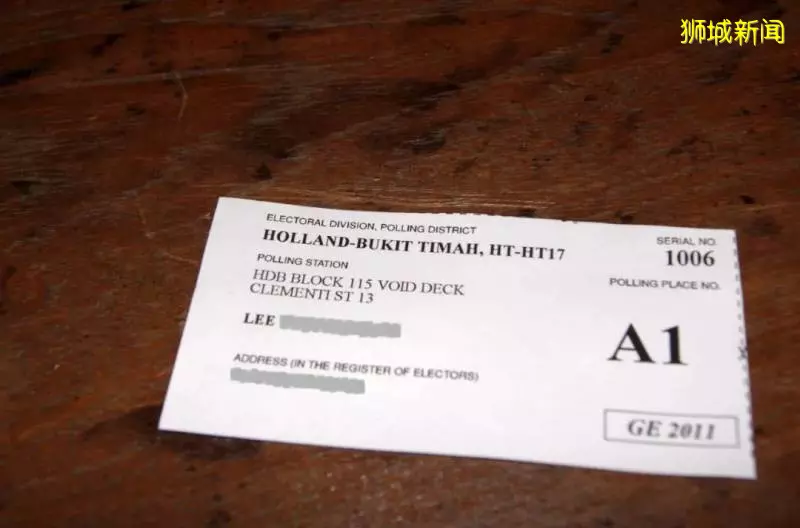 狮城新闻
ELECTORAL DIVISION, POLLING DISTRICT
HOLLAND-BUKIT TIMAH, HT-HT17
SERIAL NO.
1006
POLLING STATION
HDB BLOCK 115 VOID DECK
CLEMENTI ST 13
POLLING PLACE NO.
A1
LEE
ADDRESS (IN THE REGISTER OF ELECTORS)
GE 2011